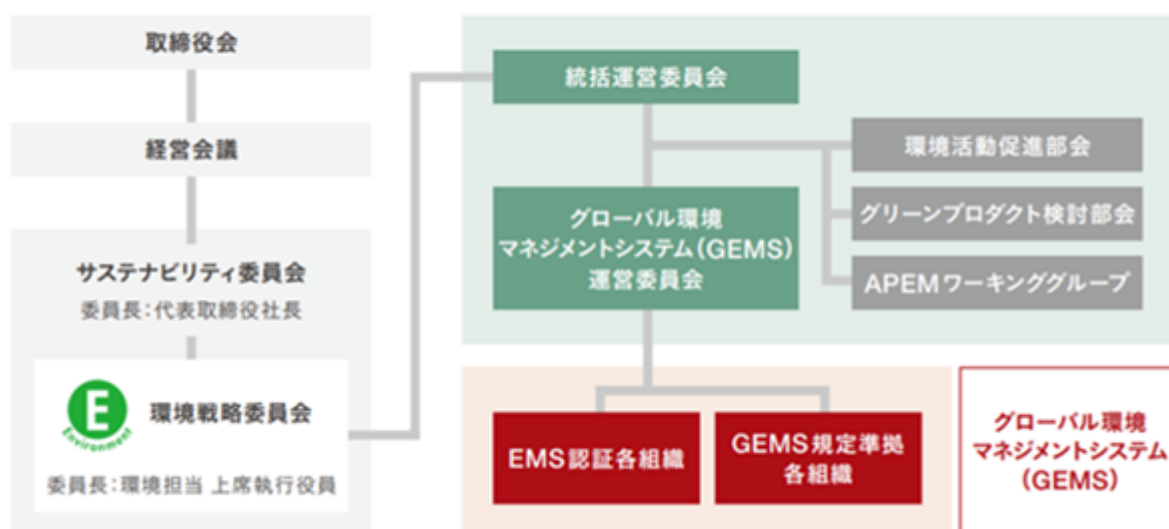 取締役会
経営会議
サステナビリティ委員会
委員長：代表取締役社長
E
Environment
環境戦略委員会
委員長：環境担当 上席執行役員
統括運営委員会
環境活動促進部会
グリーンプロダクト検討部会
APEMワーキンググループ
グローバル環境
マネジメントシステム（GEMS）
運営委員会
EMS認証各組織
GEMS規定準拠
各組織
グローバル環境
マネジメントシステム
（GEMS）